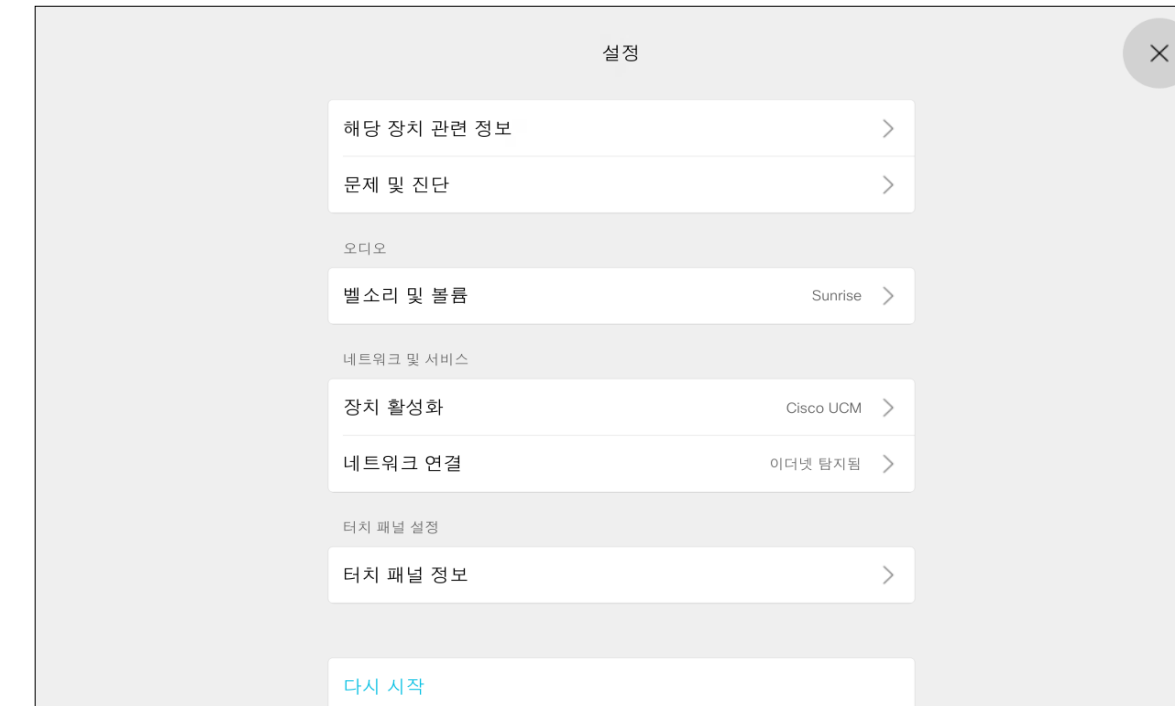 설정
해당 장치 관련 정보
문제 및 진단
오디오
벨소리 및 볼륨 Sunrise
네트워크 및 서비스
장치 활성화 Cisco UCM
네트워크 연결 이더넷 탐지됨
터치 패널 설정
터치 패널 정보
다시 시작